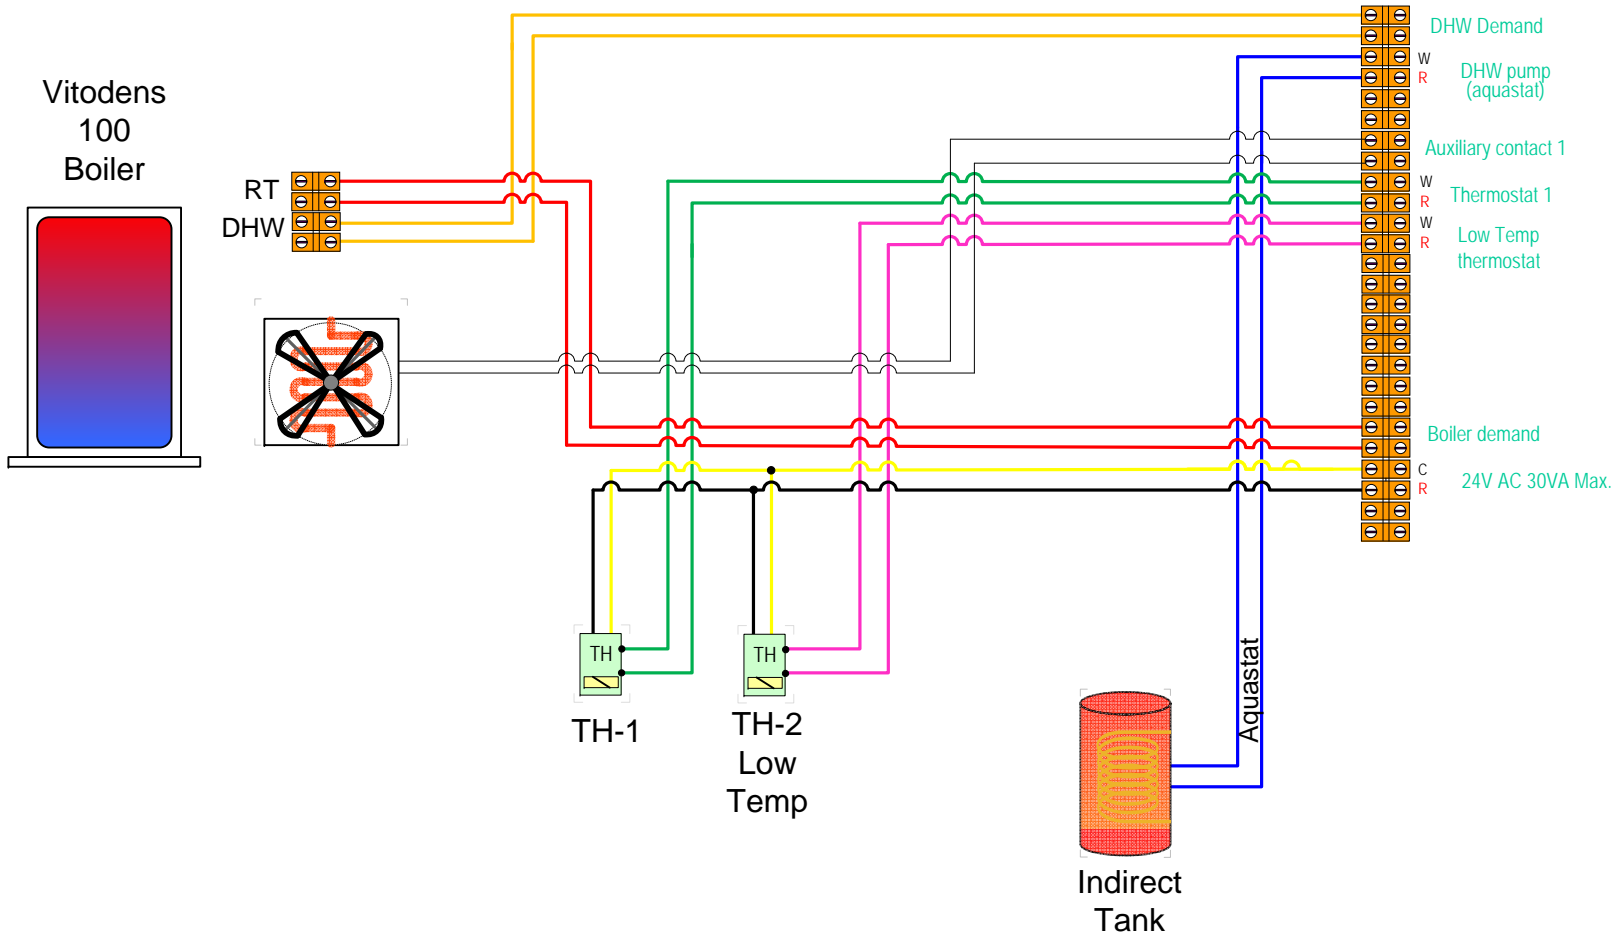 Vitodens
100
Boiler
RT
DHW
DHW Demand
W
R
DHW pump
(aquastat)
Auxiliary contact 1
W
R
Thermostat 1
W
R
Low Temp
thermostat
Boiler demand
C
R
24V AC 30VA Max.
TH
TH-1
TH
TH-2
Low
Temp
Aquastat
Indirect
Tank